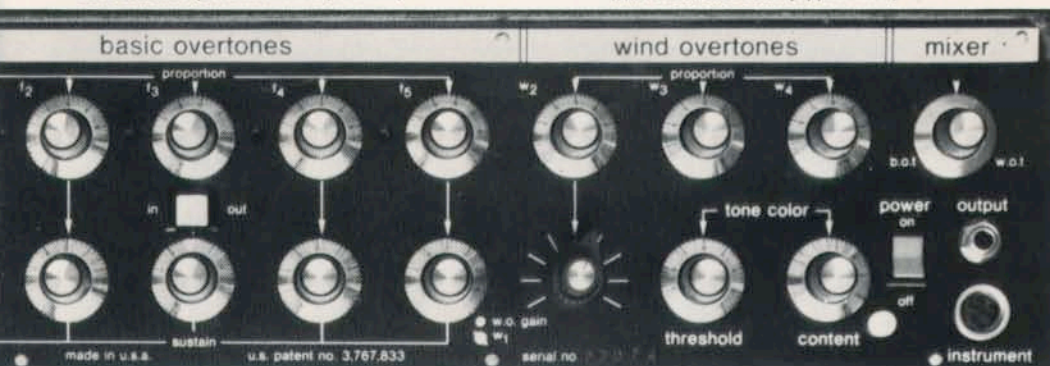 basic overtones wind overtones mixer
proportion proportion
f2 f3 f4 f5 w2 w3 w4
b.o.t w.o.t
in out tone color power output
on
off
w.o. gain
w1 threshold content
sustain
made in u.s.a. u.s. patent no. 3,767,833 serial no instrument